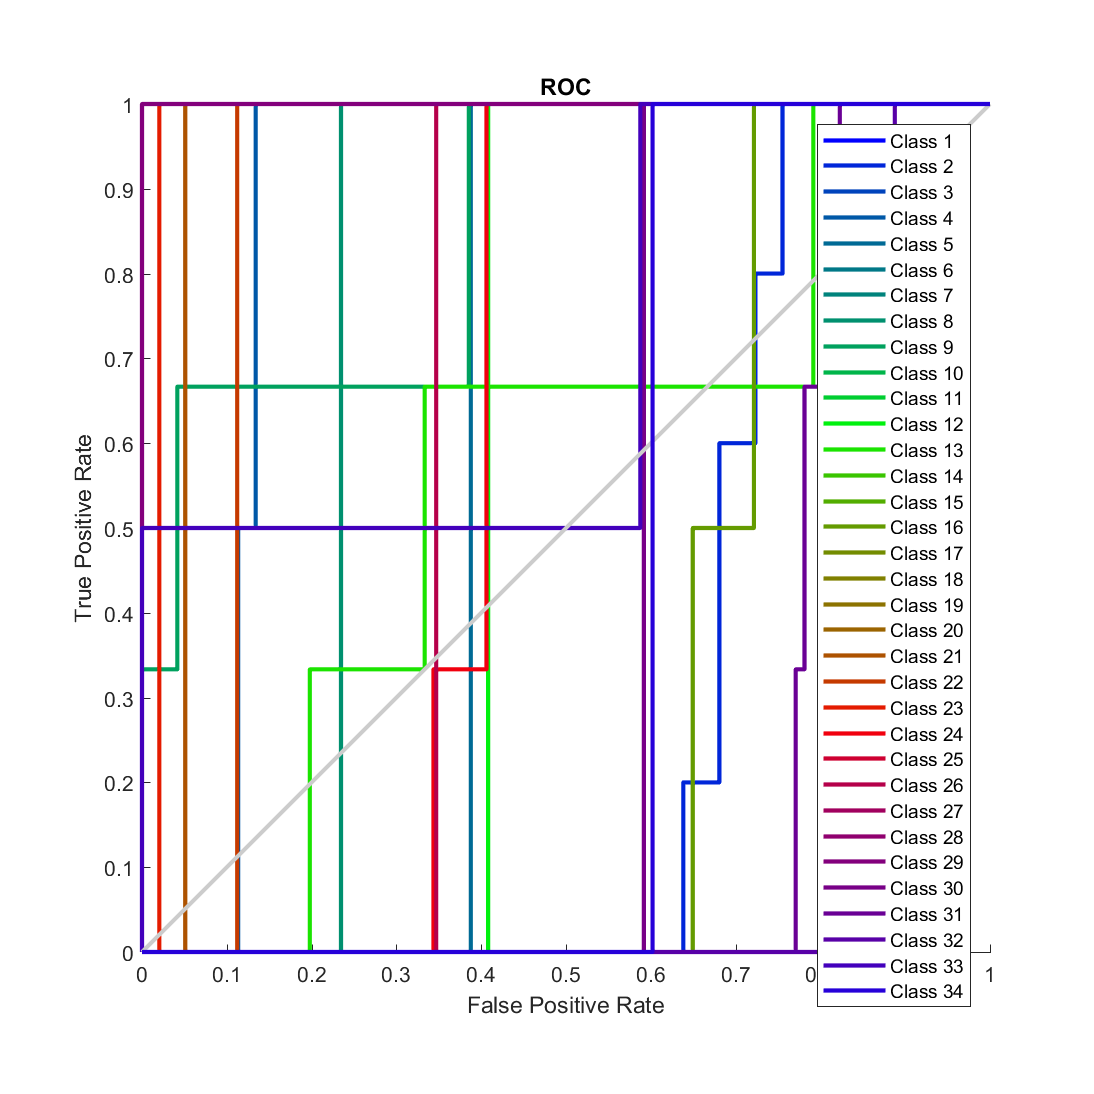 ROC
True Positive Rate
1
0.9
0.8
0.7
0.6
0.5
0.4
0.3
0.2
0.1
0
0 0.1 0.2 0.3 0.4 0.5 0.6 0.7 0 1
False Positive Rate
Class 1
Class 2
Class 3
Class 4
Class 5
Class 6
Class 7
Class 8
Class 9
Class 10
Class 11
Class 12
Class 13
Class 14
Class 15
Class 16
Class 17
Class 18
Class 19
Class 20
Class 21
Class 22
Class 23
Class 24
Class 25
Class 26
Class 27
Class 28
Class 29
Class 30
Class 31
Class 32
Class 33
Class 34